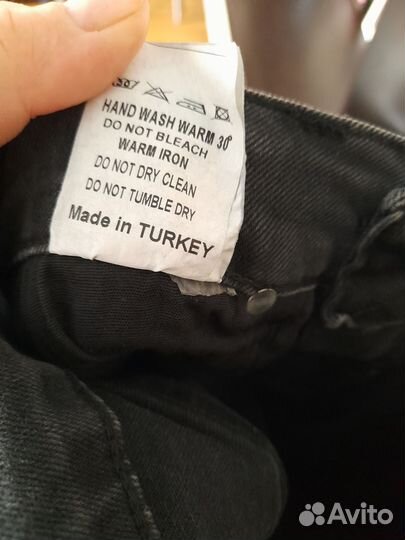 30
HAND WASH WARM 30°
DO NOT BLEACH
WARM IRON
DO NOT DRY CLEAN
DO NOT TUMBLE DRY
Made in TURKEY
Avito